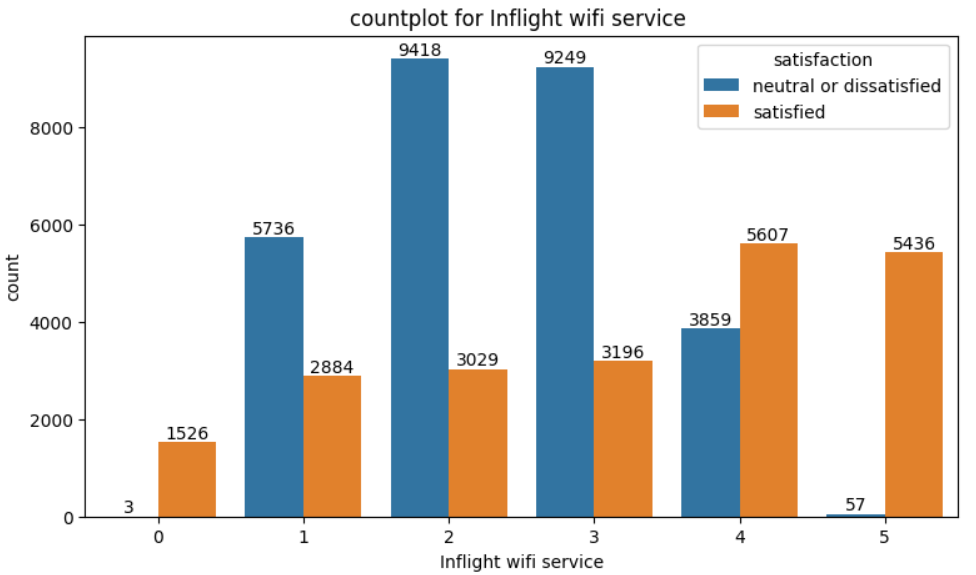 countplot for Inflight wifi service
satisfaction
neutral or dissatisfied
satisfied
count
8000
6000
4000
2000
0
3
1526
5736
2884
9418
3029
9249
3196
3859
5607
57
5436
0 1 2 3 4 5
Inflight wifi service